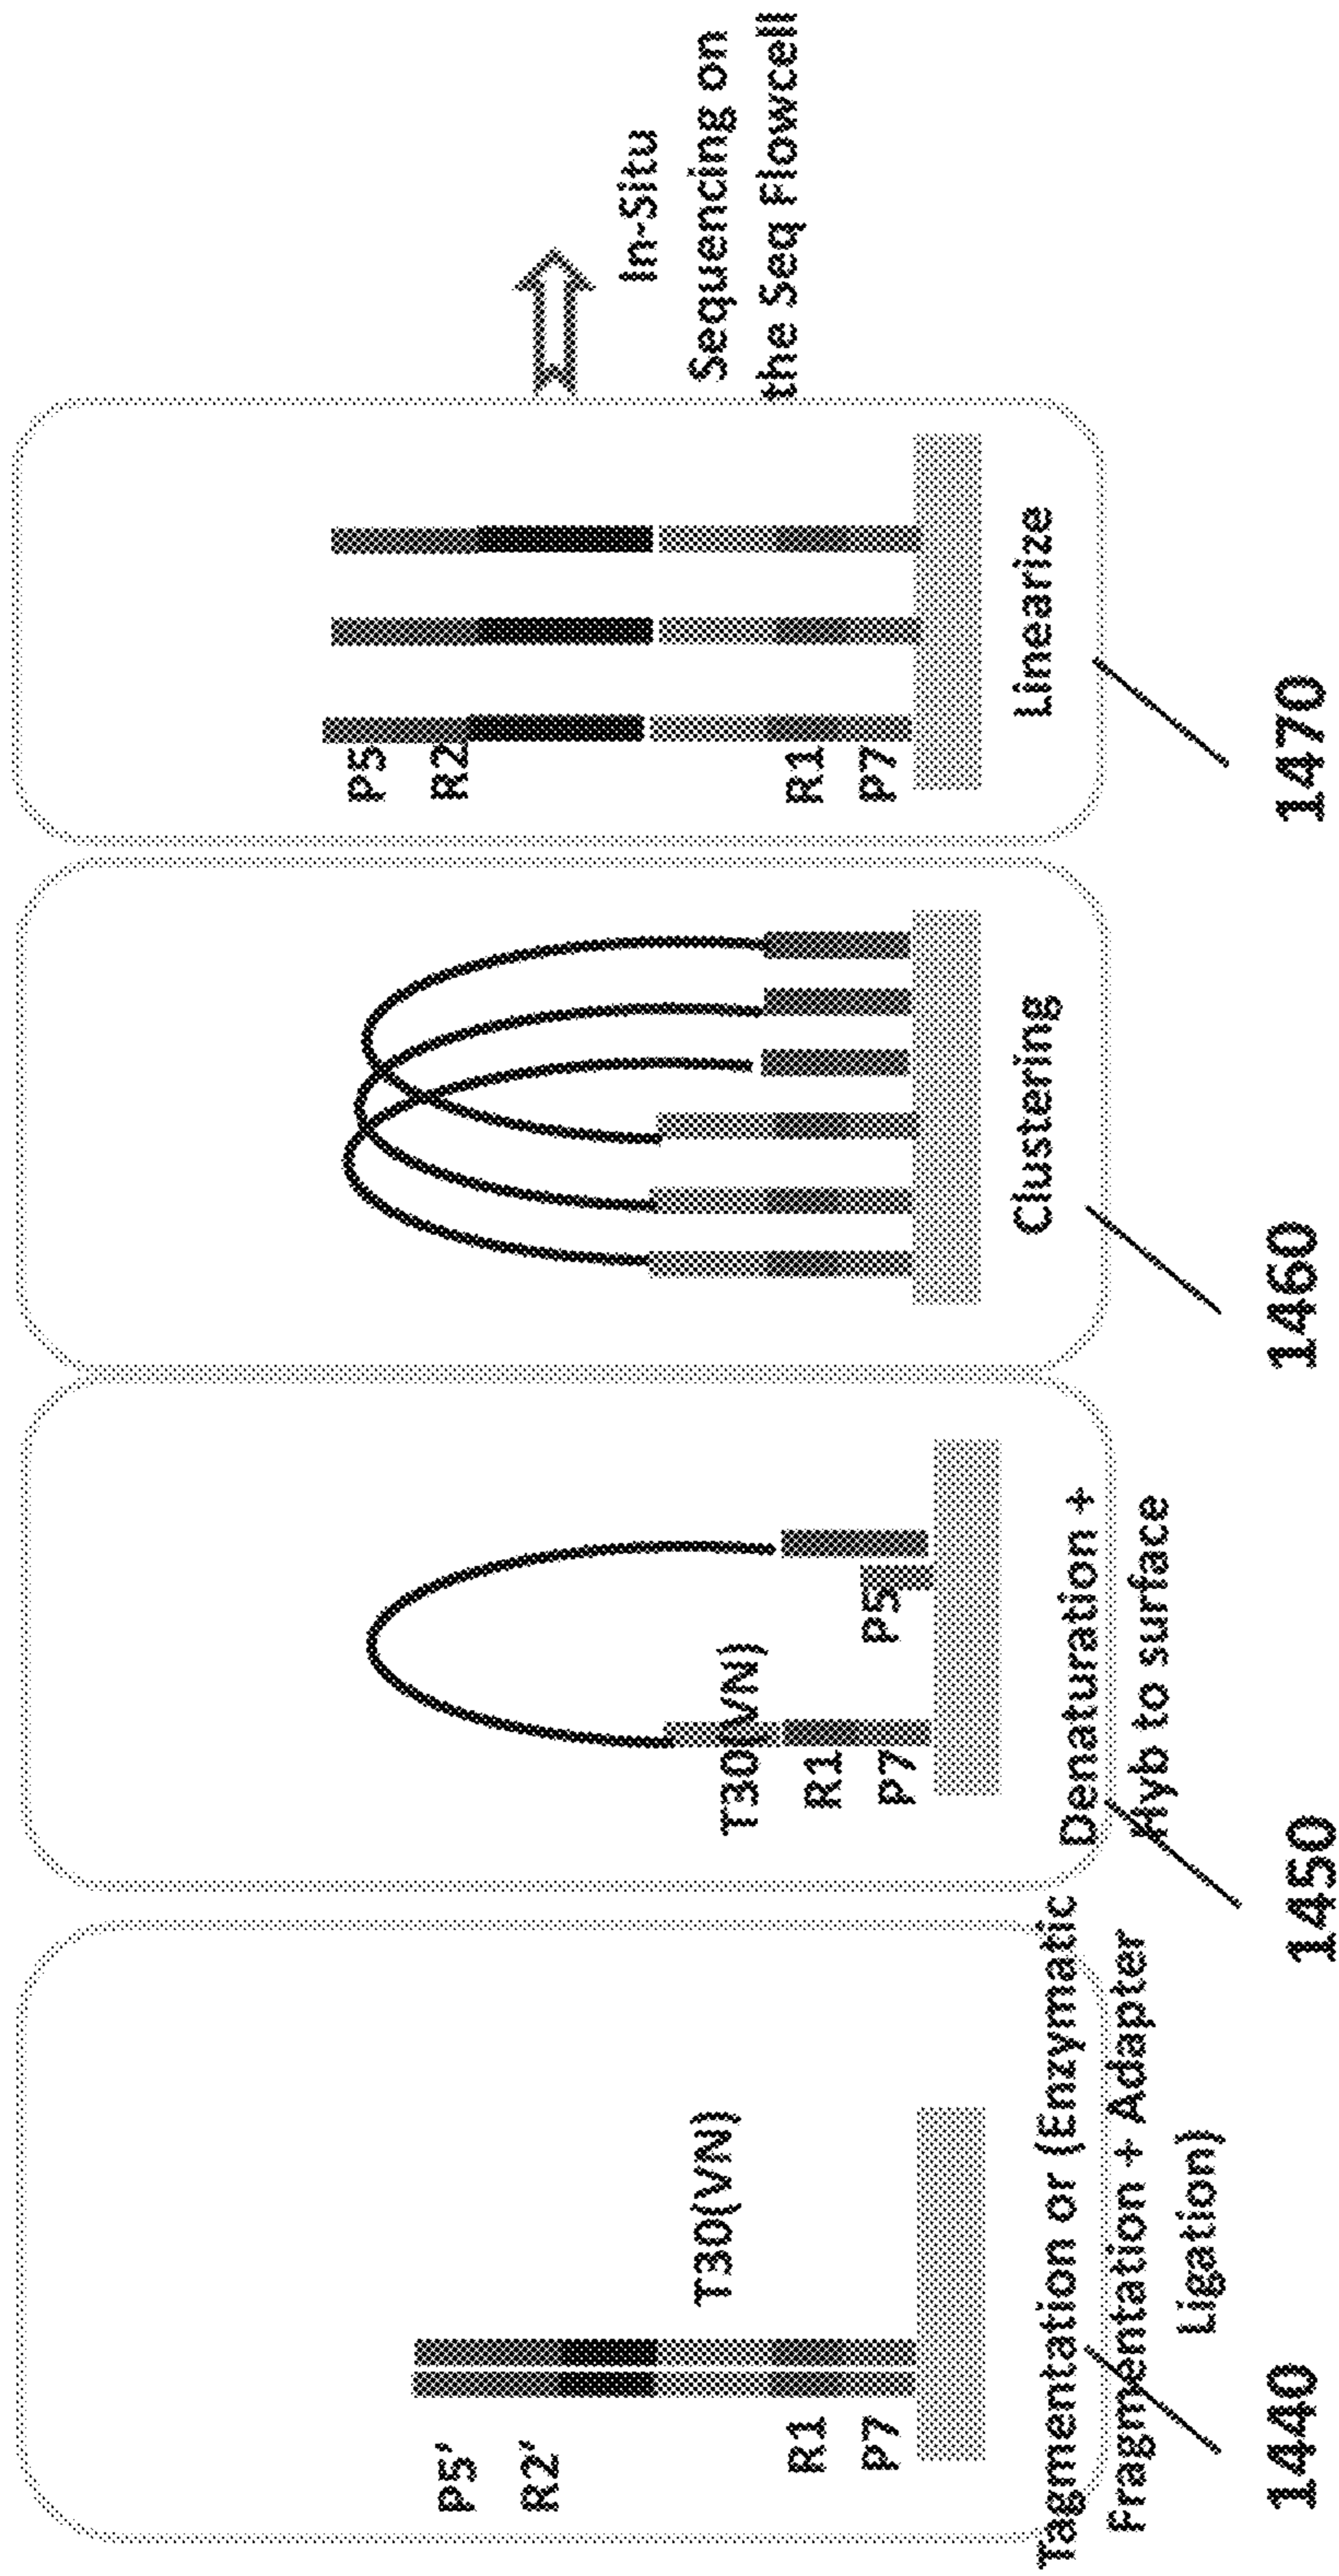 P5'
R2'
T30(VN)
R1
P7
Tagmentation or (Enzymatic
Fragmentation + Adapter
Ligation)
1440
T30(VN)
R1
P7
P5
Denaturation +
Hyb to surface
1450
Clustering
1460
P5
R2
R1
P7
Linearize
1470
In-Situ
Sequencing on
the Seq Flowcell